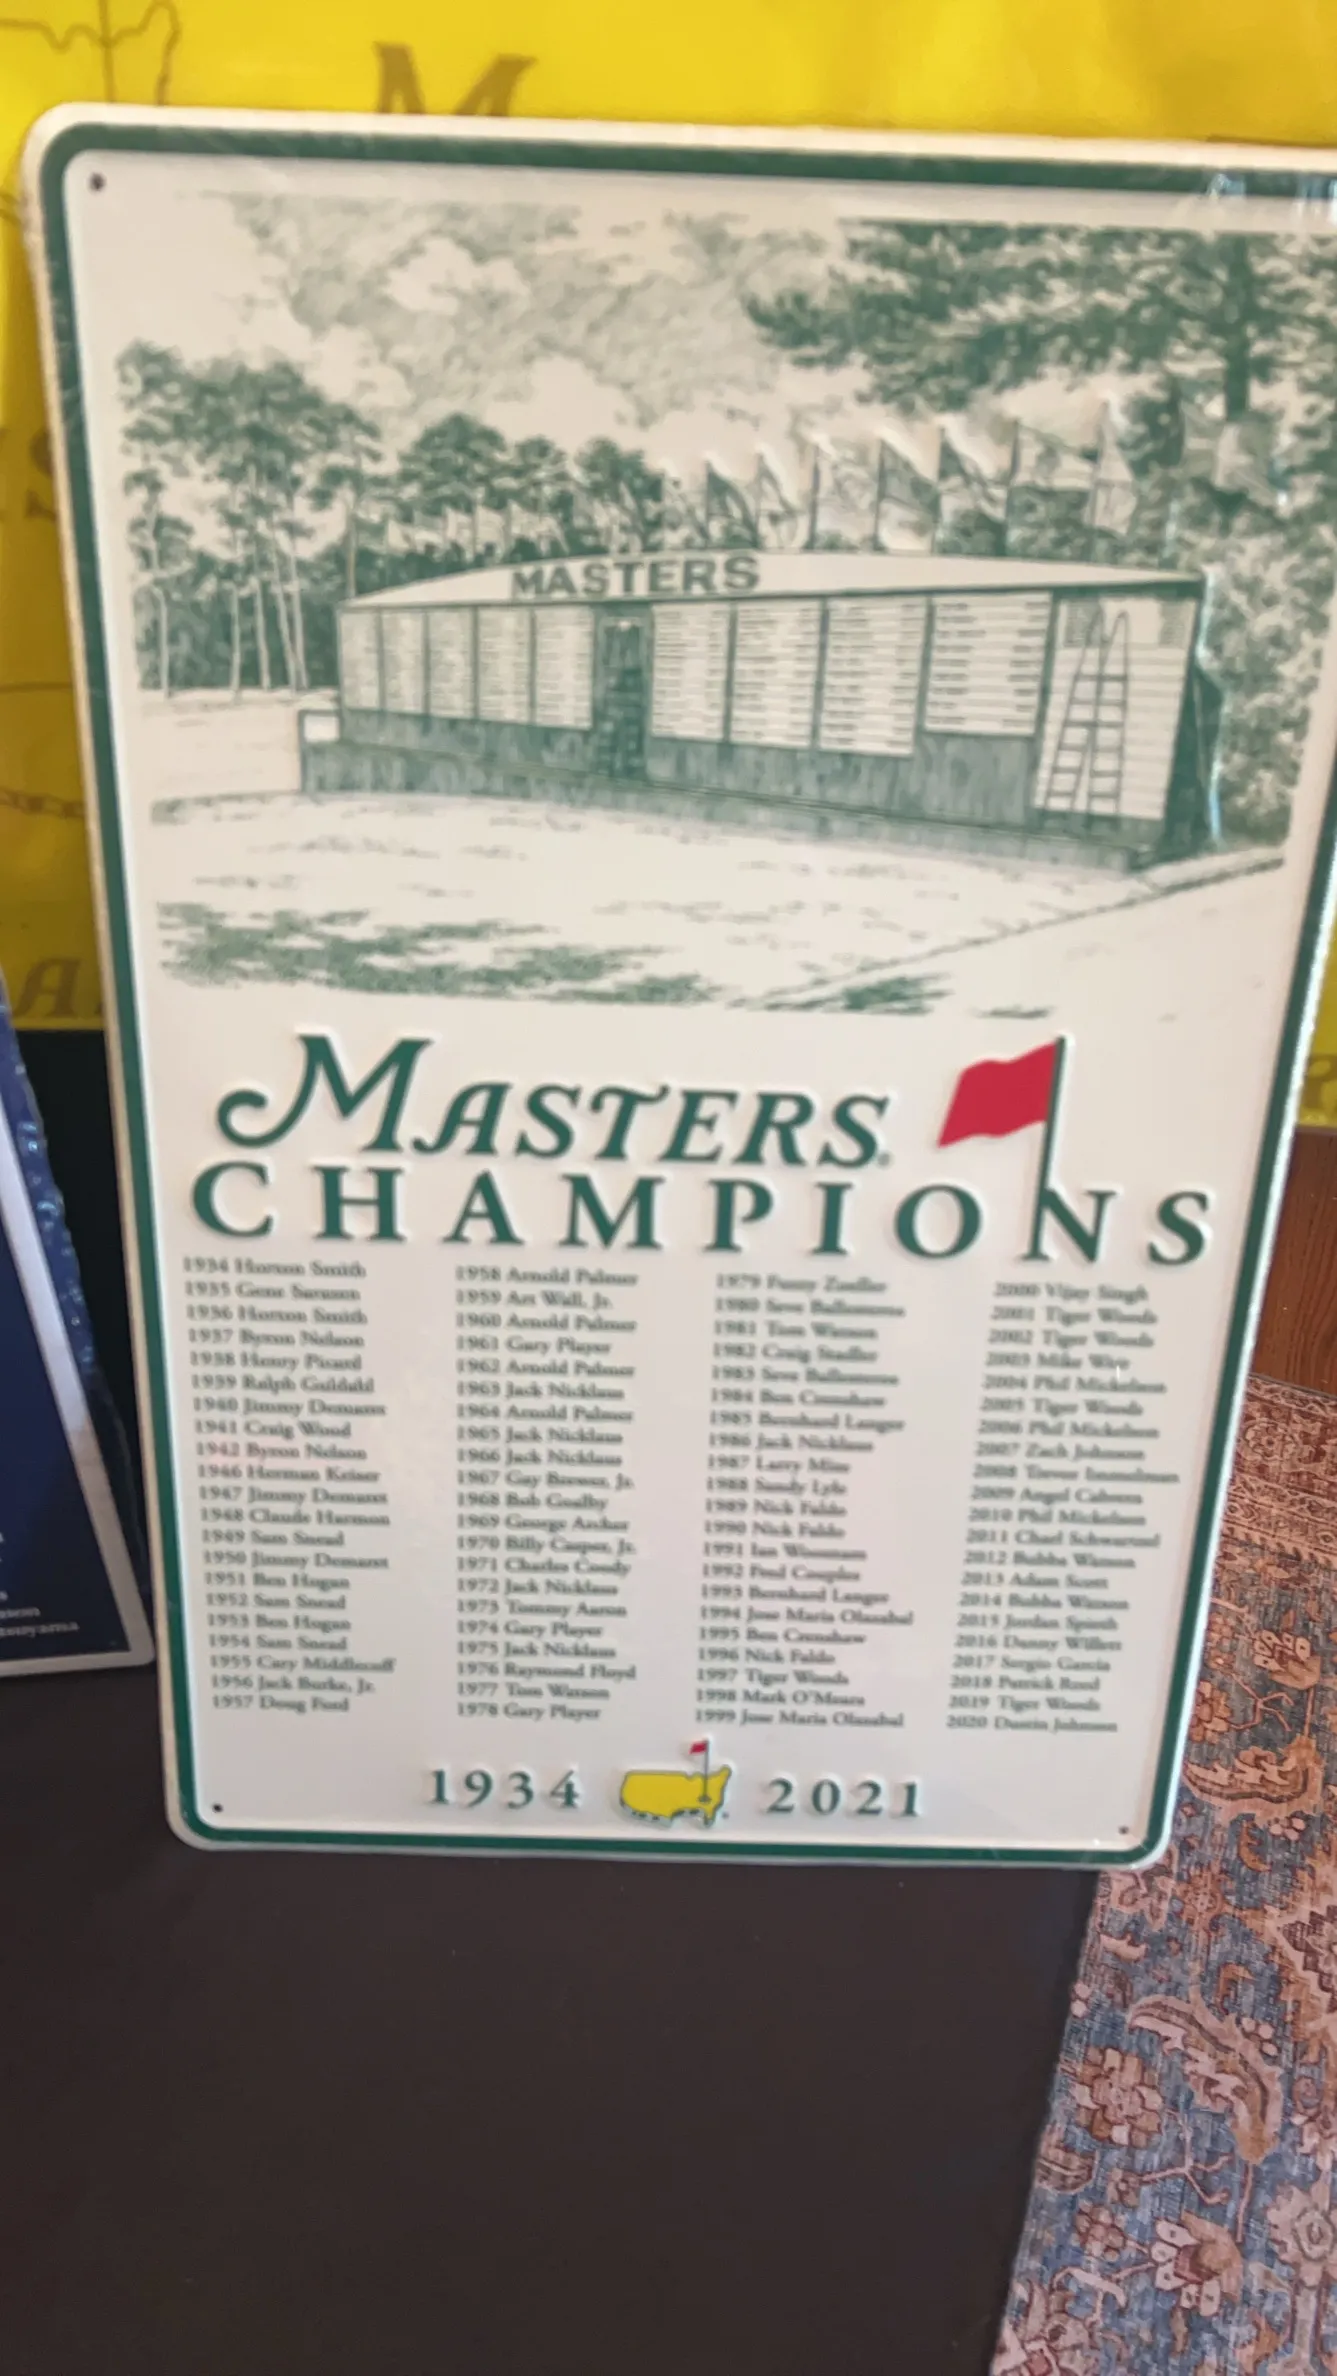 M
MASTERS
MASTERS
CHAMPIONS
1934 Horton Smith
1935 Gene Sarazen
1936 Horton Smith
1937 Byron Nelson
1938 Henry Picard
1939 Ralph Guldahl
1940 Jimmy Demaret
1941 Craig Wood
1942 Byron Nelson
1946 Herman Keiser
1947 Jimmy Demaret
1948 Claude Harmon
1949 Sam Snead
1950 Jimmy Demaret
1951 Ben Hogan
1952 Sam Snead
1953 Ben Hogan
1954 Sam Snead
1955 Cary Middlecoff
1956 Jack Burke, Jr.
1957 Doug Ford
1958 Arnold Palmer
1959 Art Wall, Jr.
1960 Arnold Palmer
1961 Gary Player
1962 Arnold Palmer
1963 Jack Nicklaus
1964 Arnold Palmer
1965 Jack Nicklaus
1966 Jack Nicklaus
1967 Gay Brewer, Jr.
1968 Bob Goalby
1969 George Archer
1970 Billy Casper, Jr.
1971 Charles Coody
1972 Jack Nicklaus
1973 Tommy Aaron
1974 Gary Player
1975 Jack Nicklaus
1976 Raymond Floyd
1977 Tom Watson
1978 Gary Player
1979 Fuzzy Zoeller
1980 Seve Ballesteros
1981 Tom Watson
1982 Craig Stadler
1983 Seve Ballesteros
1984 Ben Crenshaw
1985 Bernhard Langer
1986 Jack Nicklaus
1987 Larry Mize
1988 Sandy Lyle
1989 Nick Faldo
1990 Nick Faldo
1991 Ian Woosnam
1992 Fred Couples
1993 Bernhard Langer
1994 Jose Maria Olazabal
1995 Ben Crenshaw
1996 Nick Faldo
1997 Tiger Woods
1998 Mark O'Meara
1999 Jose Maria Olazabal
2000 Vijay Singh
2001 Tiger Woods
2002 Tiger Woods
2003 Mike Weir
2004 Phil Mickelson
2005 Tiger Woods
2006 Phil Mickelson
2007 Zach Johnson
2008 Trevor Immelman
2009 Angel Cabrera
2010 Phil Mickelson
2011 Charl Schwartzel
2012 Bubba Watson
2013 Adam Scott
2014 Bubba Watson
2015 Jordan Spieth
2016 Danny Willett
2017 Sergio Garcia
2018 Patrick Reed
2019 Tiger Woods
2020 Dustin Johnson
1934 2021